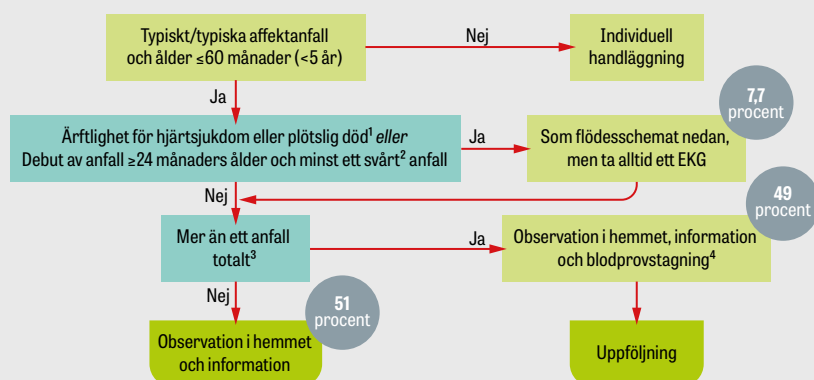 Typiskt/typiska affektanfall
och ålder ≤60 månader (<5 år)
Nej
Individuell
handläggning
Ja
7,7
procent
Ärftlighet för hjärtsjukdom eller plötslig död¹ eller
Debut av anfall ≥24 månaders ålder och minst ett svårt² anfall
Ja
Som flödesschemat nedan,
men ta alltid ett EKG
Nej
49
procent
Mer än ett anfall
totalt³
Ja
Observation i hemmet, information
och blodprovstagning⁴
Nej
51
procent
Observation i hemmet
och information
Uppföljning